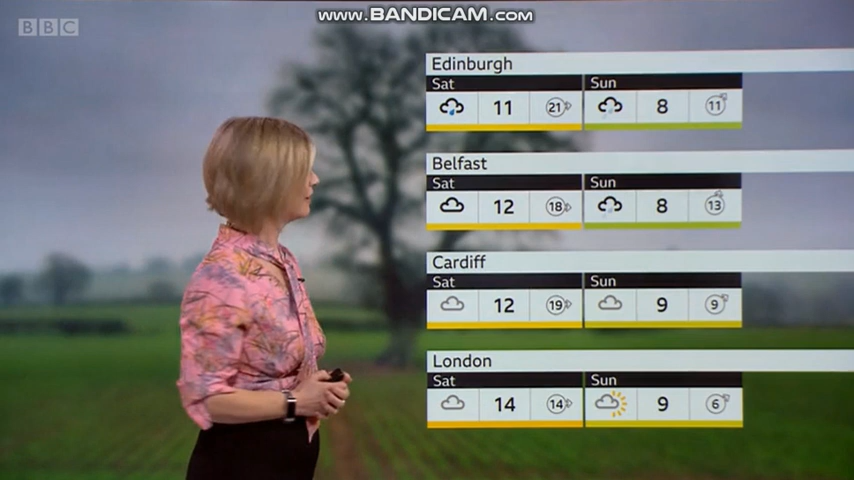 www.BANDICAM.com
BBC
Edinburgh
Sat Sun
11 21 8 11
Belfast
Sat Sun
12 18 8 13
Cardiff
Sat Sun
12 19 9 9
London
Sat Sun
14 14 9 6